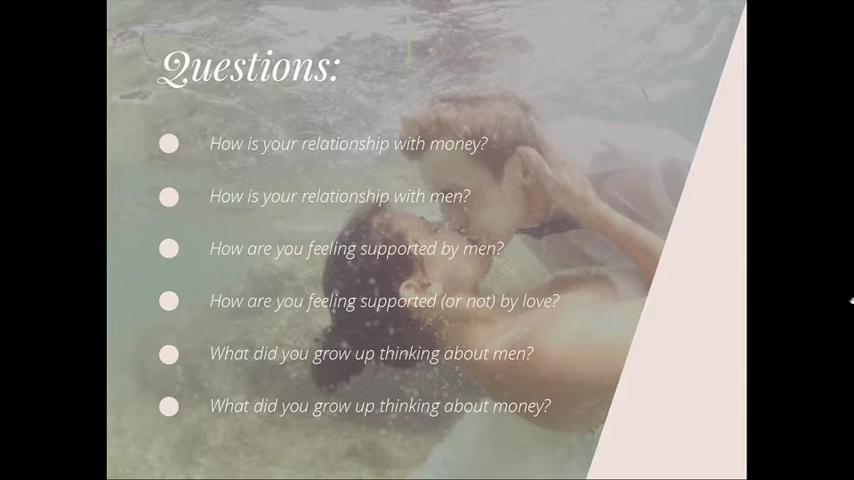 Questions:
How is your relationship with money?
How is your relationship with men?
How are you feeling supported by men?
How are you feeling supported (or not) by love?
What did you grow up thinking about men?
What did you grow up thinking about money?